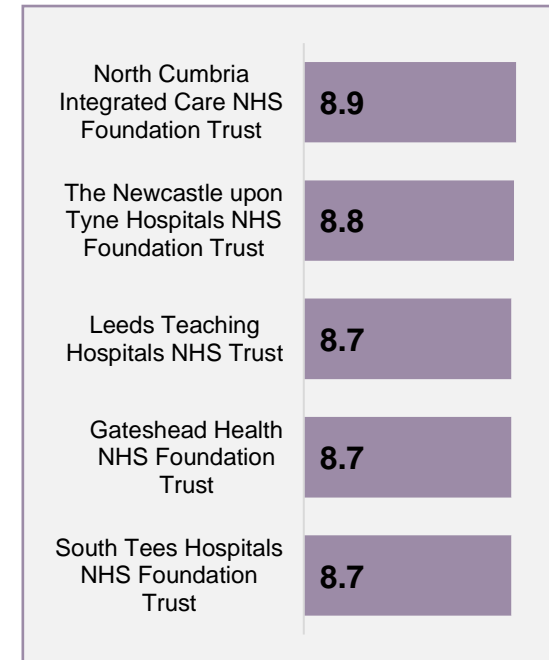 North Cumbria
Integrated Care NHS
Foundation Trust
8.9
The Newcastle upon
Tyne Hospitals NHS
Foundation Trust
8.8
Leeds Teaching
Hospitals NHS Trust
8.7
Gateshead Health
NHS Foundation
Trust
8.7
South Tees Hospitals
NHS Foundation
Trust
8.7